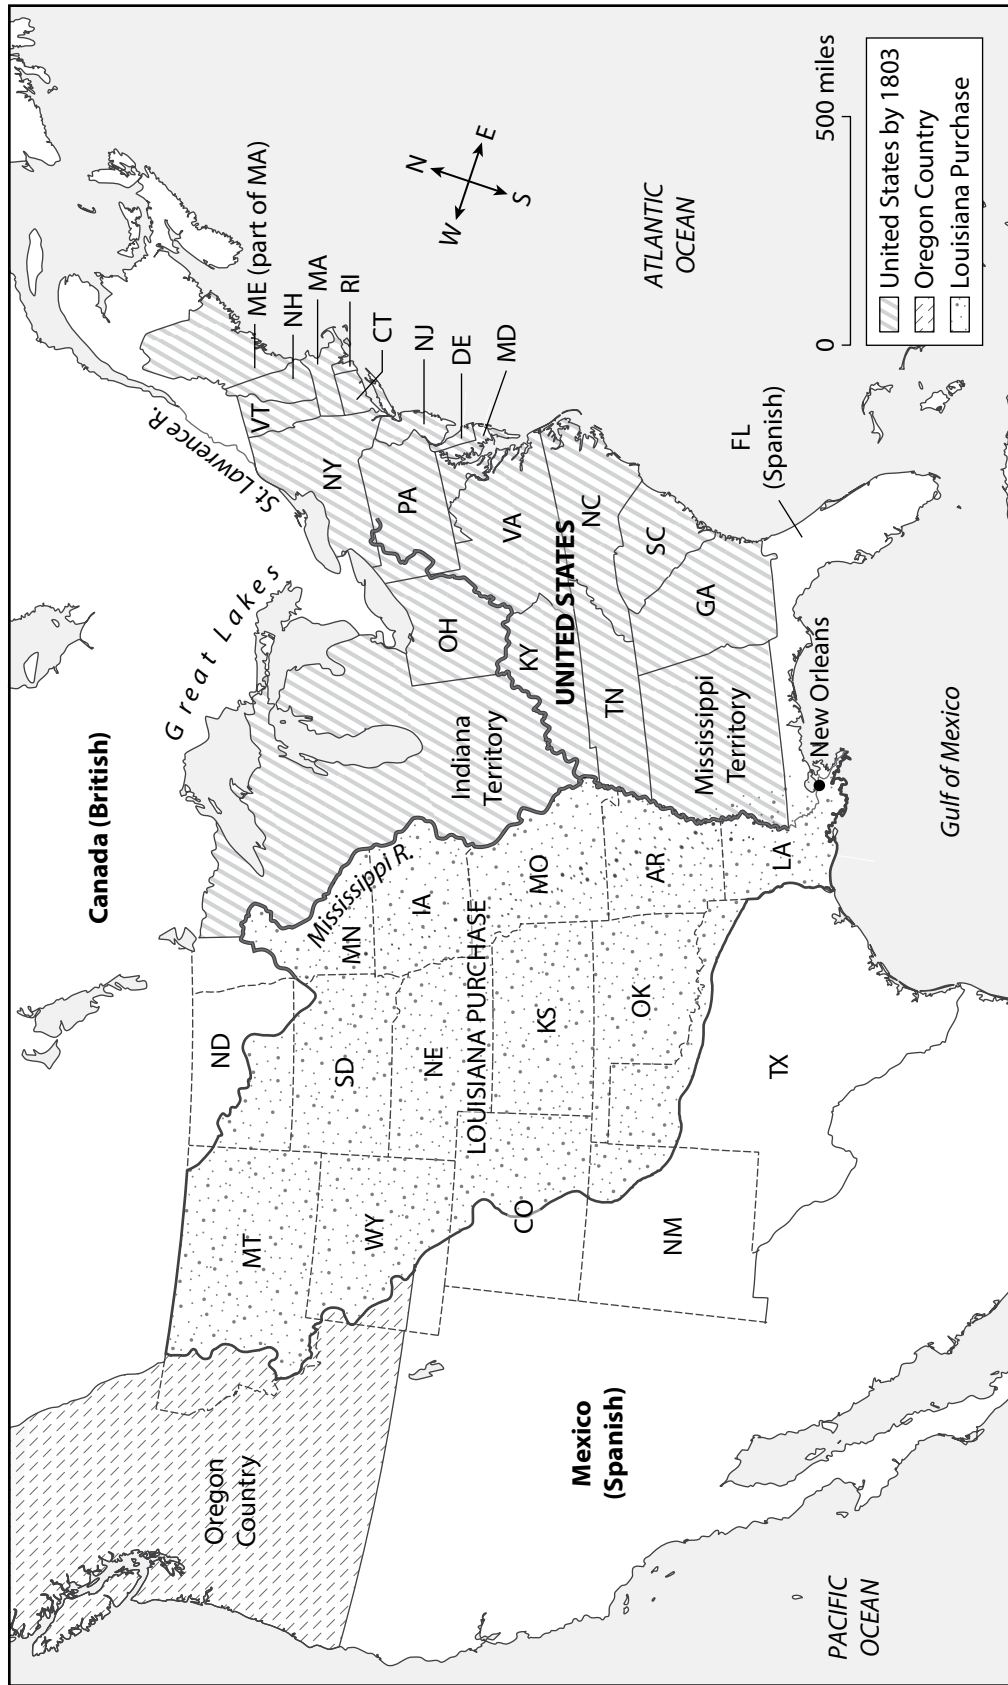 Canada (British)
Great Lakes
St. Lawrence R.
ME (part of MA)
VT
NH
MA
RI
CT
NY
NJ
PA
DE
MD
Oregon
Country
MT
ND
MN
Mississippi R.
WY
SD
IA
Indiana
Territory
OH
VA
NE
LOUISIANA PURCHASE
MO
KY
UNITED STATES
NC
CO
KS
TN
SC
NM
OK
AR
Mississippi
Territory
GA
TX
LA
New Orleans
FL
(Spanish)
Mexico
(Spanish)
PACIFIC
OCEAN
Gulf of Mexico
ATLANTIC
OCEAN
N
W
E
S
0
500 miles
United States by 1803
Oregon Country
Louisiana Purchase